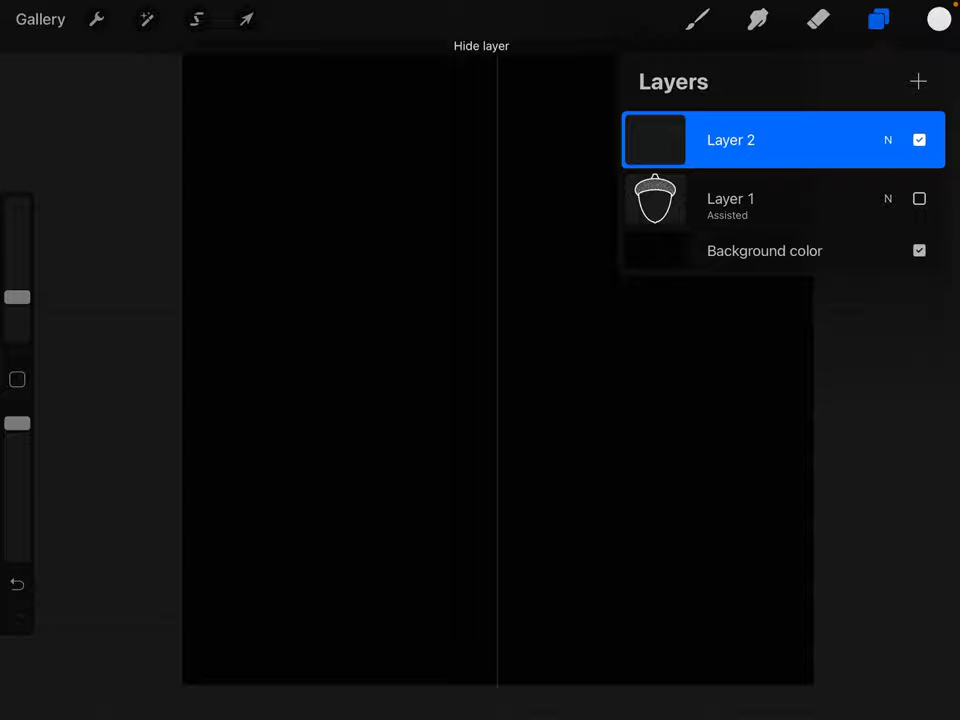 Gallery
Hide layer
Layers
Layer 2 N
Layer 1 N
Assisted
Background color